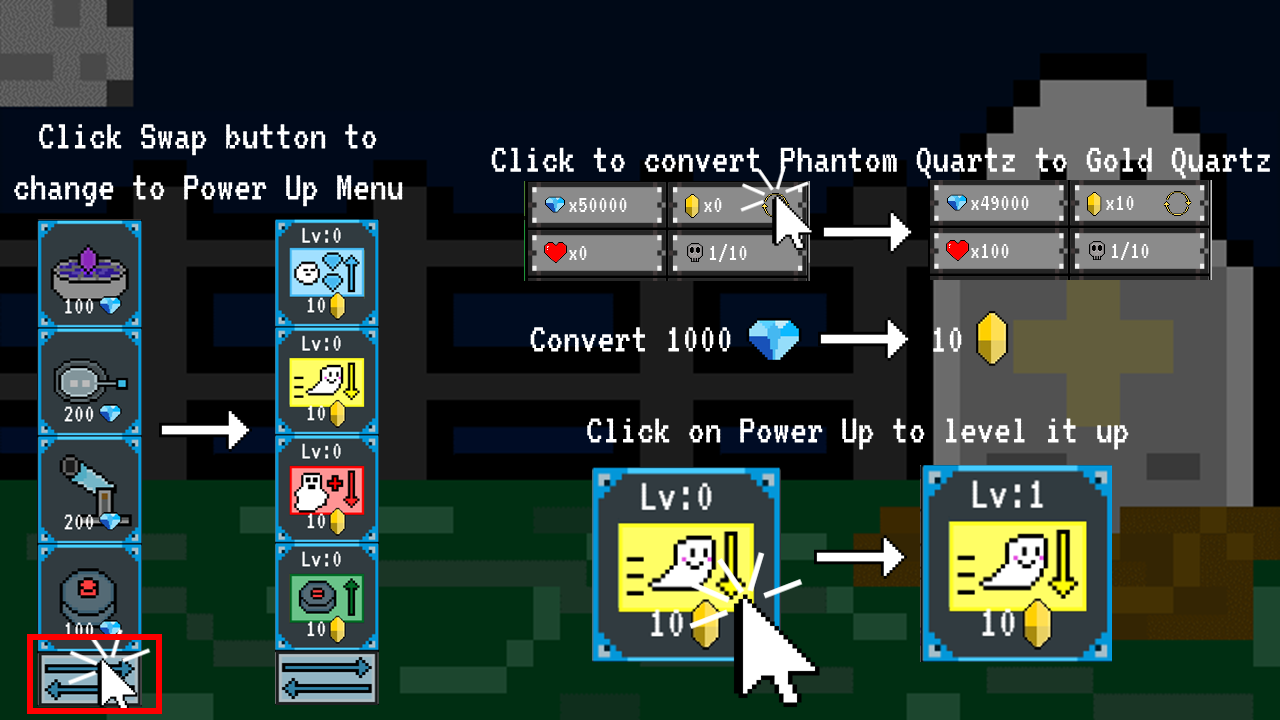 Click Swap button to
change to Power Up Menu
100
200
200
100
Lv:0
10
Lv:0
10
Lv:0
10
Lv:0
10
Click to convert Phantom Quartz to Gold Quartz
x50000 x0
x0 1/10
x49000 x10
x100 1/10
Convert 1000 10
Click on Power Up to level it up
Lv:0
10
Lv:1
10